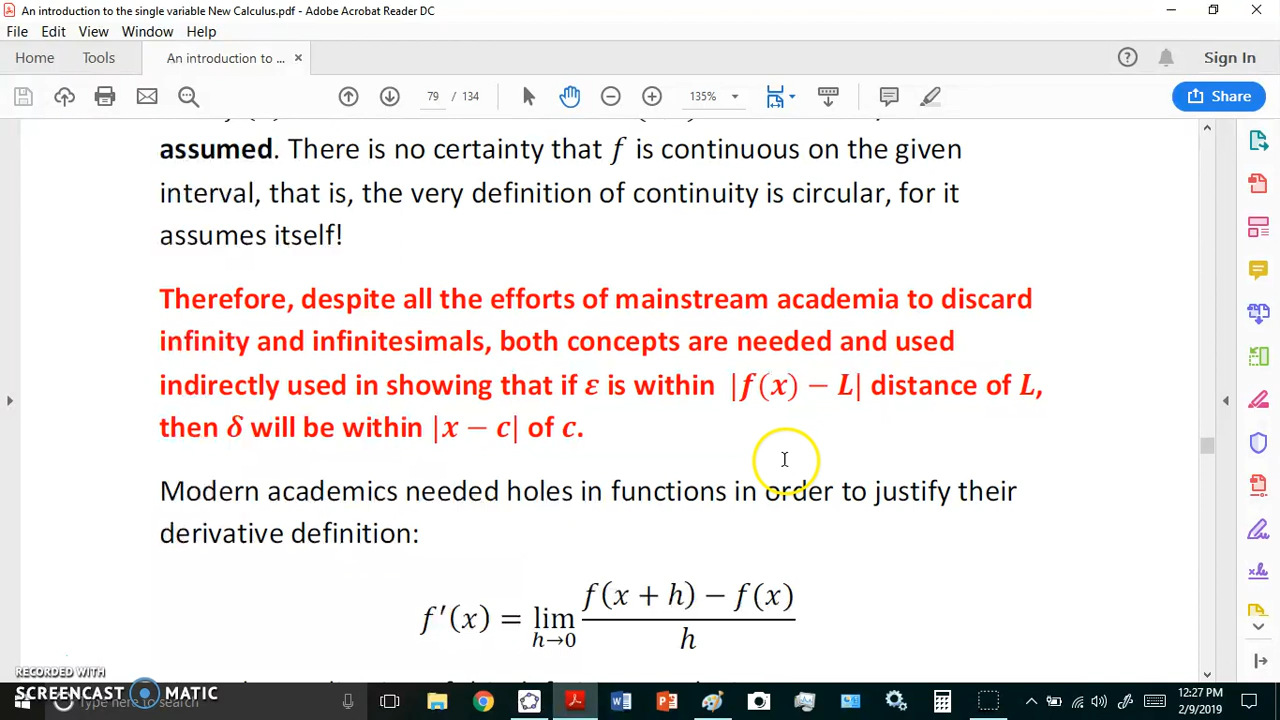 An introduction to the single variable New Calculus.pdf - Adobe Acrobat Reader DC
File Edit View Window Help
Home Tools An introduction to ... × Sign In
79 / 134 135% Share
assumed. There is no certainty that f is continuous on the given
interval, that is, the very definition of continuity is circular, for it
assumes itself!
Therefore, despite all the efforts of mainstream academia to discard
infinity and infinitesimals, both concepts are needed and used
indirectly used in showing that if ε is within |f(x) − L| distance of L,
then δ will be within |x − c| of c.
Modern academics needed holes in functions in order to justify their
derivative definition:
f′(x) = lim h→0 f(x + h) − f(x) / h
RECORDED WITH
SCREENCAST MATIC
Type here to search
12:27 PM
2/9/2019